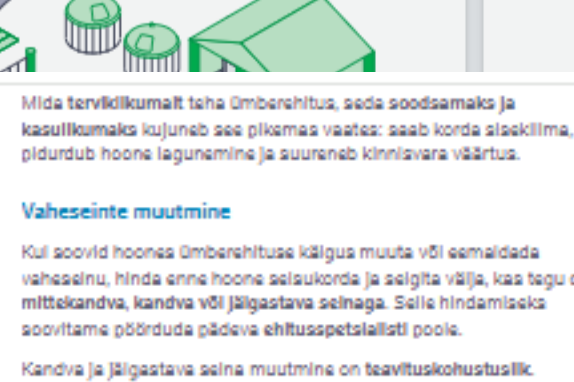 Mida terviklikumalt teha ümberehitus, seda soodsamaks ja
kasulikumaks kujuneb see pikemas vaates: saab korda sisekliima,
pidurdub hoone lagunemine ja suureneb kinnisvara väärtus.
Vaheseinte muutmine
Kui soovid hoones ümberehituse käigus muuta või eemaldada
vaheseinu, hinda enne hoone seisukorda ja selgita välja, kas tegu o
mittekandva, kandva või jäigastava seinaga. Selle hindamiseks
soovitame pöörduda pädeva ehitusspetsialisti poole.
Kandva ja jäigastava seina muutmine on teavituskohustuslik.